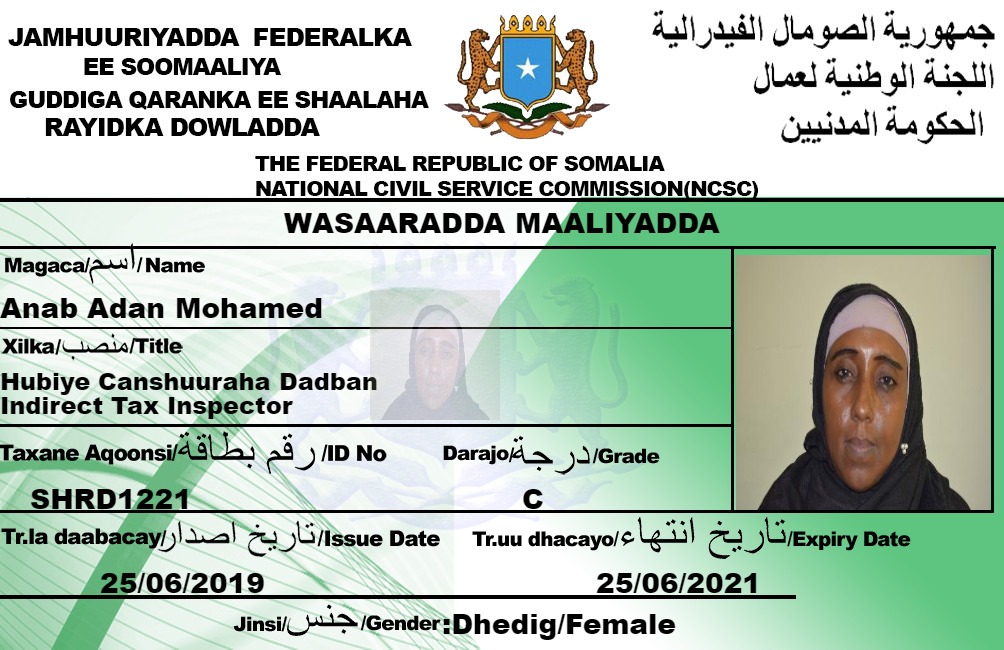 JAMHUURIYADDA FEDERALKA
EE SOOMAALIYA
GUDDIGA QARANKA EE SHAALAHA
RAYIDKA DOWLADDA
جمهورية الصومال الفيدرالية
اللجنة الوطنية لعمال
الحكومة المدنيين
THE FEDERAL REPUBLIC OF SOMALIA
NATIONAL CIVIL SERVICE COMMISSION(NCSC)
WASAARADDA MAALIYADDA
Magaca/اسم/Name
Anab Adan Mohamed
Xilka/منصب/Title
Hubiye Canshuuraha Dadban
Indirect Tax Inspector
Taxane Aqoonsi/رقم بطاقة/ID No
Darajo/درجة/Grade
SHRD1221
C
Tr.la daabacay/تاريخ اصدار/Issue Date
Tr.uu dhacayo/تاريخ انتهاء/Expiry Date
25/06/2019
25/06/2021
Jinsi/جنس/Gender:Dhedig/Female